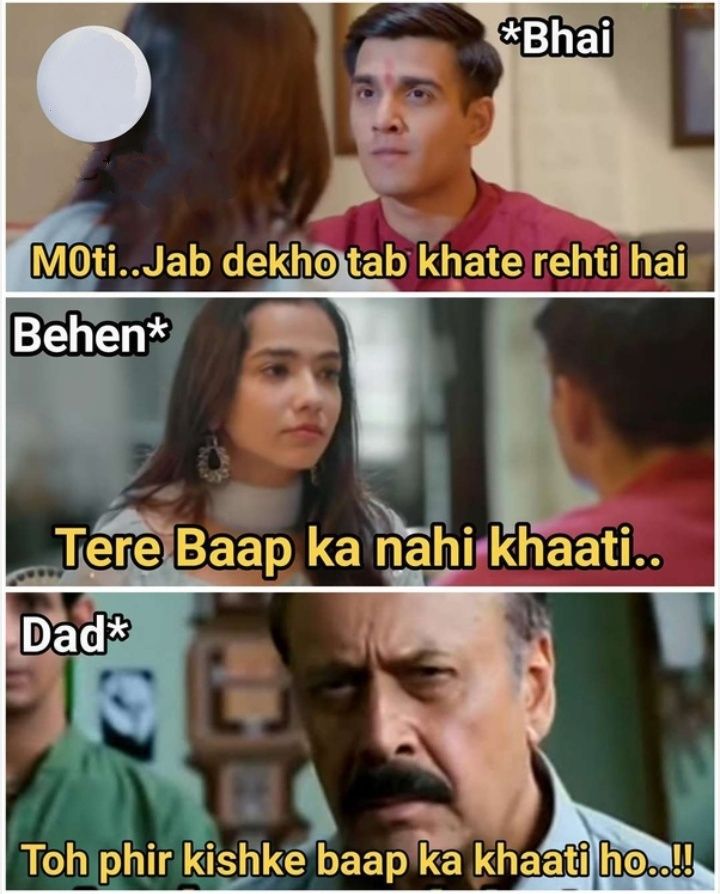 *Bhai
M0ti..Jab dekho tab khate rehti hai
Behen*
Tere Baap ka nahi khaati..
Dad*
Toh phir kishke baap ka khaati ho..!!